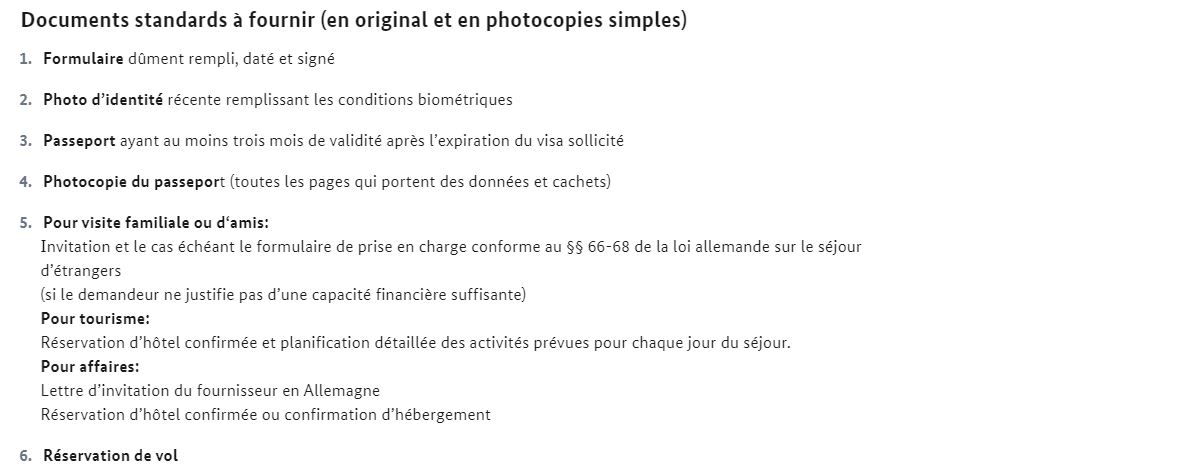 Documents standards à fournir (en original et en photocopies simples)
1. Formulaire dûment rempli, daté et signé
2. Photo d’identité récente remplissant les conditions biométriques
3. Passeport ayant au moins trois mois de validité après l’expiration du visa sollicité
4. Photocopie du passeport (toutes les pages qui portent des données et cachets)
5. Pour visite familiale ou d‘amis:
Invitation et le cas échéant le formulaire de prise en charge conforme au §§ 66-68 de la loi allemande sur le séjour
d’étrangers
(si le demandeur ne justifie pas d’une capacité financière suffisante)
Pour tourisme:
Réservation d’hôtel confirmée et planification détaillée des activités prévues pour chaque jour du séjour.
Pour affaires:
Lettre d’invitation du fournisseur en Allemagne
Réservation d’hôtel confirmée ou confirmation d’hébergement
6. Réservation de vol